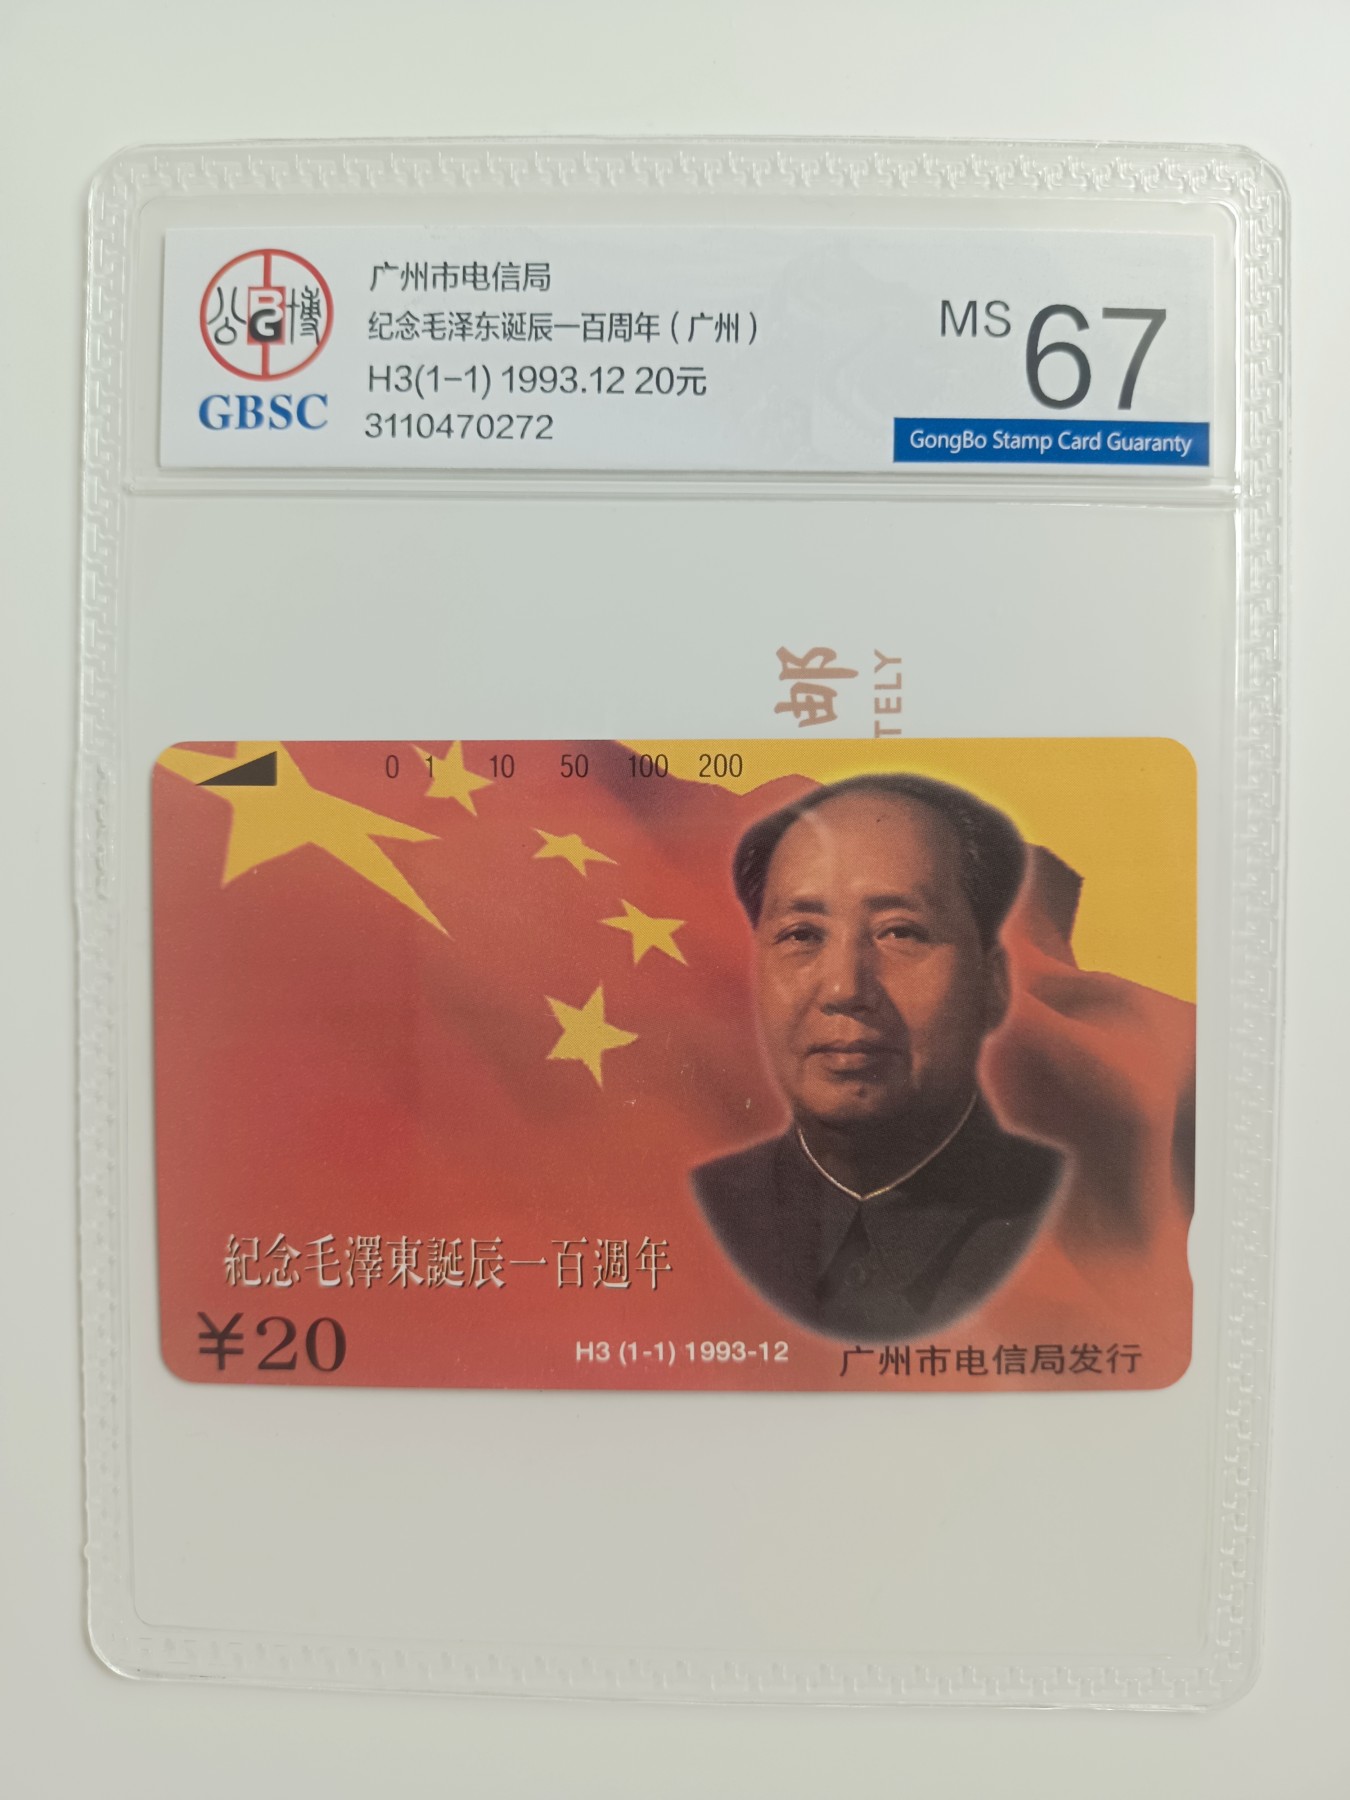 公博
BG
GBSC
广州市电信局
纪念毛泽东诞辰一百周年(广州)
H3(1-1) 1993.12 20元
3110470272
MS 67
GongBo Stamp Card Guaranty
邮
TELY
0 1 10 50 100 200
紀念毛澤東誕辰一百週年
¥20
H3 (1-1) 1993-12
广州市电信局发行